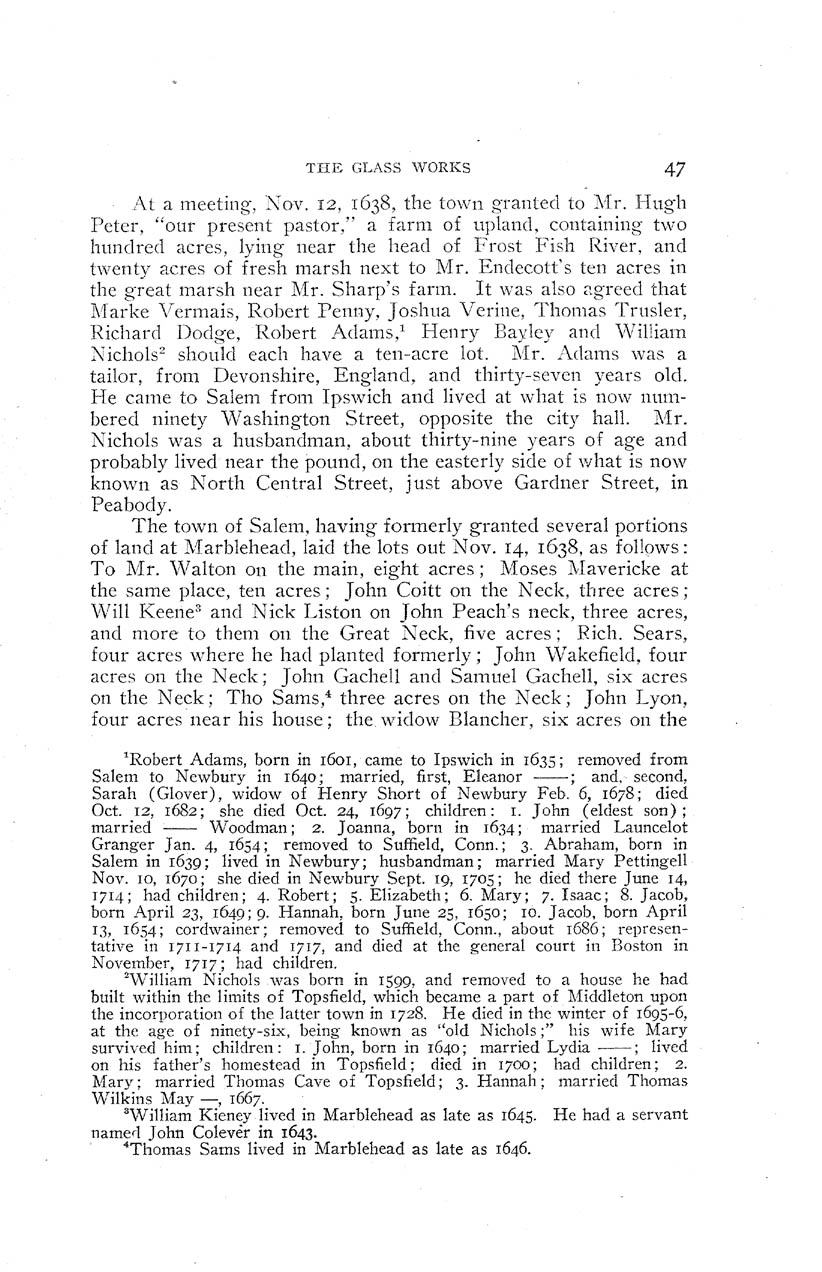 THE GLASS WORKS 47
At a meeting, Nov. 12, 1638, the town granted to Mr. Hugh
Peter, “our present pastor,” a farm of upland, containing two
hundred acres, lying near the head of Frost Fish River, and
twenty acres of fresh marsh next to Mr. Endecott's ten acres in
the great marsh near Mr. Sharp's farm. It was also agreed that
Marke Vermais, Robert Penny, Joshua Verine, Thomas Trusler,
Richard Dodge, Robert Adams,¹ Henry Bayley and William
Nichols² should each have a ten-acre lot. Mr. Adams was a
tailor, from Devonshire, England, and thirty-seven years old.
He came to Salem from Ipswich and lived at what is now num-
bered ninety Washington Street, opposite the city hall. Mr.
Nichols was a husbandman, about thirty-nine years of age and
probably lived near the pound, on the easterly side of what is now
known as North Central Street, just above Gardner Street, in
Peabody.
The town of Salem, having formerly granted several portions
of land at Marblehead, laid the lots out Nov. 14, 1638, as follows:
To Mr. Walton on the main, eight acres; Moses Mavericke at
the same place, ten acres; John Coitt on the Neck, three acres;
Will Keene³ and Nick Liston on John Peach's neck, three acres,
and more to them on the Great Neck, five acres; Rich. Sears,
four acres where he had planted formerly; John Wakefield, four
acres on the Neck; John Gachell and Samuel Gachell, six acres
on the Neck; Tho Sams,⁴ three acres on the Neck; John Lyon,
four acres near his house; the widow Blancher, six acres on the
¹Robert Adams, born in 1601, came to Ipswich in 1635; removed from
Salem to Newbury in 1640; married, first, Eleanor ——; and, second,
Sarah (Glover), widow of Henry Short of Newbury Feb. 6, 1678; died
Oct. 12, 1682; she died Oct. 24, 1697; children: 1. John (eldest son);
married —— Woodman; 2. Joanna, born in 1634; married Launcelot
Granger Jan. 4, 1654; removed to Suffield, Conn.; 3. Abraham, born in
Salem in 1639; lived in Newbury; husbandman; married Mary Pettingell
Nov. 10, 1670; she died in Newbury Sept. 19, 1705; he died there June 14,
1714; had children; 4. Robert; 5. Elizabeth; 6. Mary; 7. Isaac; 8. Jacob,
born April 23, 1649; 9. Hannah, born June 25, 1650; 10. Jacob, born April
13, 1654; cordwainer; removed to Suffield, Conn., about 1686; represen-
tative in 1711-1714 and 1717, and died at the general court in Boston in
November, 1717; had children.
²William Nichols was born in 1599, and removed to a house he had
built within the limits of Topsfield, which became a part of Middleton upon
the incorporation of the latter town in 1728. He died in the winter of 1695-6,
at the age of ninety-six, being known as “old Nichols;” his wife Mary
survived him; children: 1. John, born in 1640; married Lydia ——; lived
on his father's homestead in Topsfield; died in 1700; had children; 2.
Mary; married Thomas Cave of Topsfield; 3. Hannah; married Thomas
Wilkins May —, 1667.
³William Kieney lived in Marblehead as late as 1645. He had a servant
named John Colever in 1643.
⁴Thomas Sams lived in Marblehead as late as 1646.